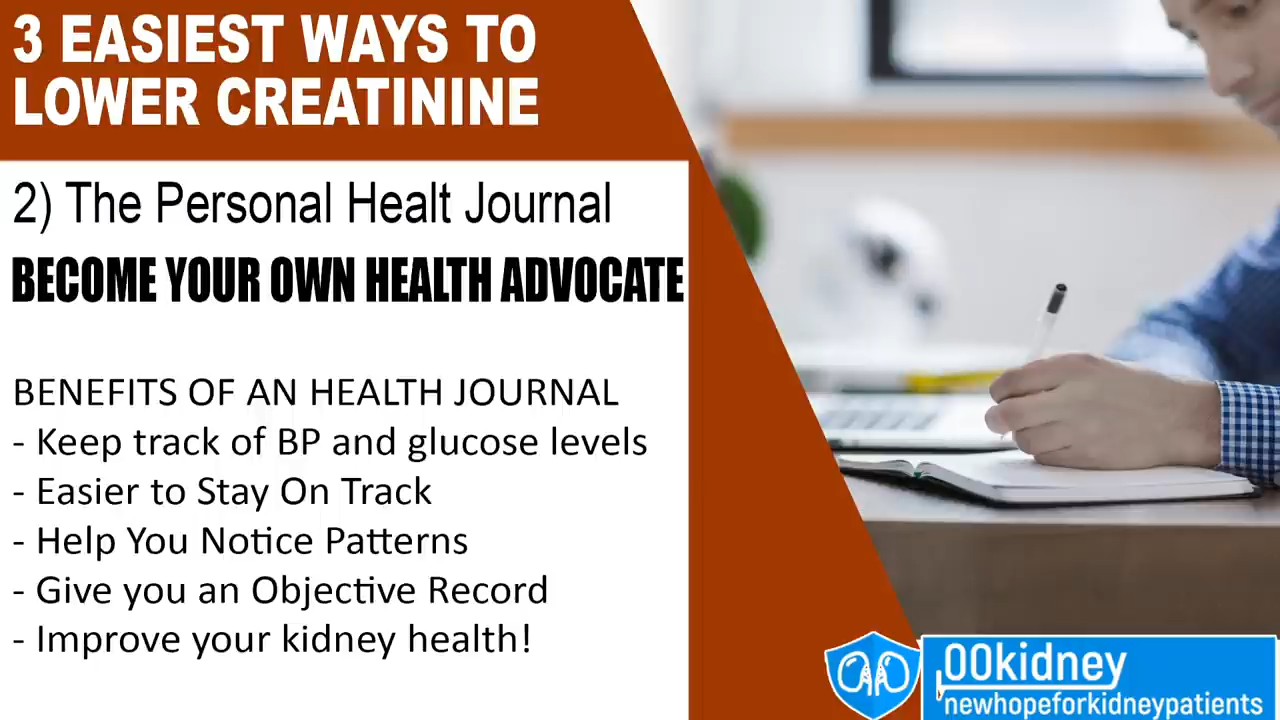 3 EASIEST WAYS TO
LOWER CREATININE
2) The Personal Healt Journal
BECOME YOUR OWN HEALTH ADVOCATE
BENEFITS OF AN HEALTH JOURNAL
- Keep track of BP and glucose levels
- Easier to Stay On Track
- Help You Notice Patterns
- Give you an Objective Record
- Improve your kidney health!
00kidney
newhopeforkidneypatients